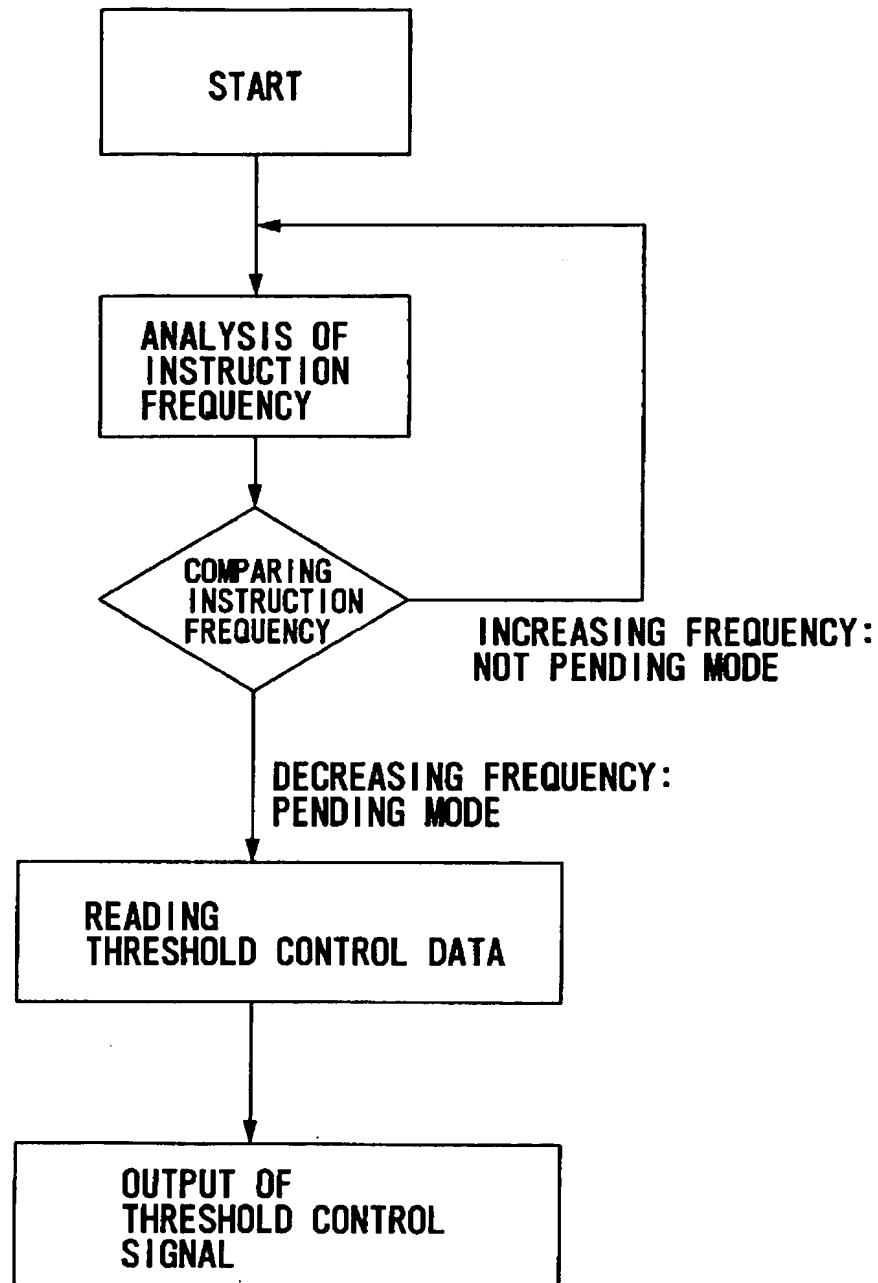 START
ANALYSIS OF
INSTRUCTION
FREQUENCY
COMPARING
INSTRUCTION
FREQUENCY
INCREASING FREQUENCY:
NOT PENDING MODE
DECREASING FREQUENCY:
PENDING MODE
READING
THRESHOLD CONTROL DATA
OUTPUT OF
THRESHOLD CONTROL
SIGNAL